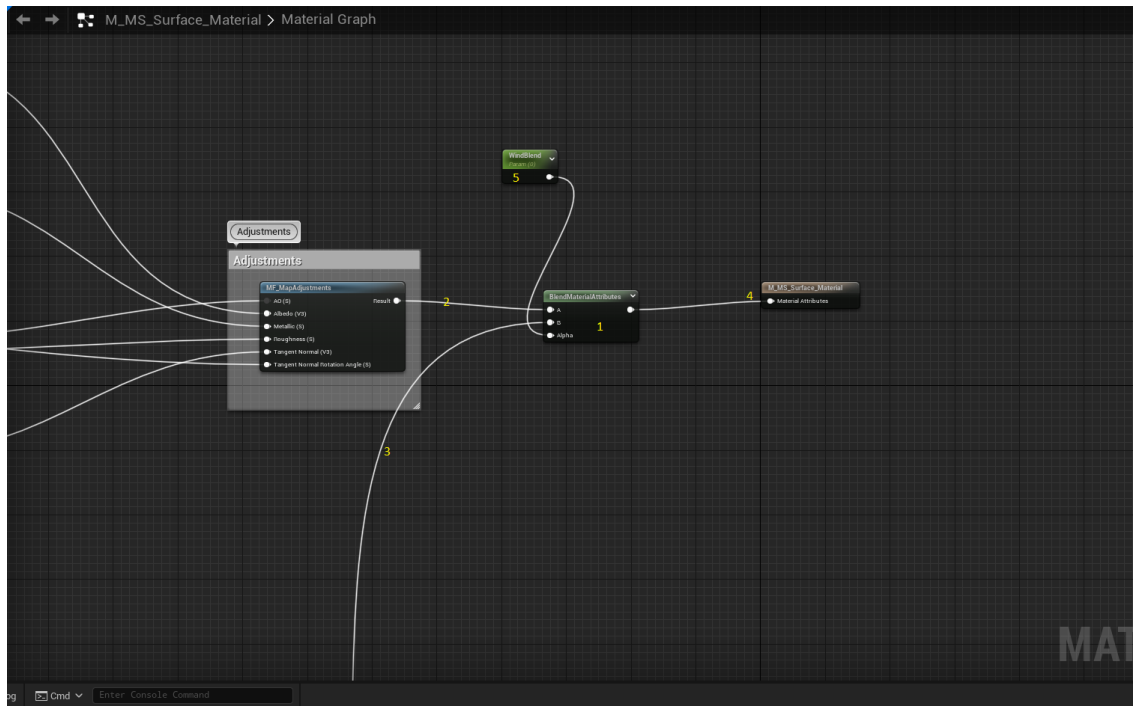 M_MS_Surface_Material > Material Graph
WindBlend
Param (0)
5
Adjustments
Adjustments
MF_MapAdjustments
AO (S)
Result
Albedo (V3)
Metallic (S)
Roughness (S)
Tangent Normal (V3)
Tangent Normal Rotation Angle (S)
2
BlendMaterialAttributes
A
B
1
Alpha
4
M_MS_Surface_Material
Material Attributes
3
MAT
og
Cmd
Enter Console Command